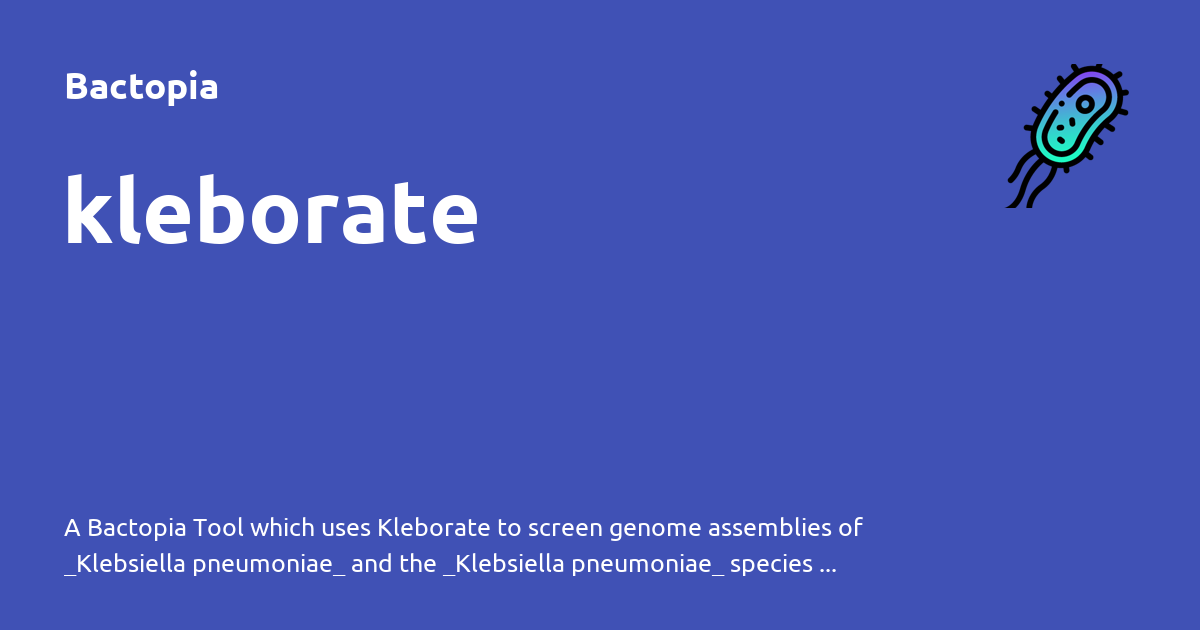 Bactopia
kleborate
A Bactopia Tool which uses Kleborate to screen genome assemblies of
_Klebsiella pneumoniae_ and the _Klebsiella pneumoniae_ species ...